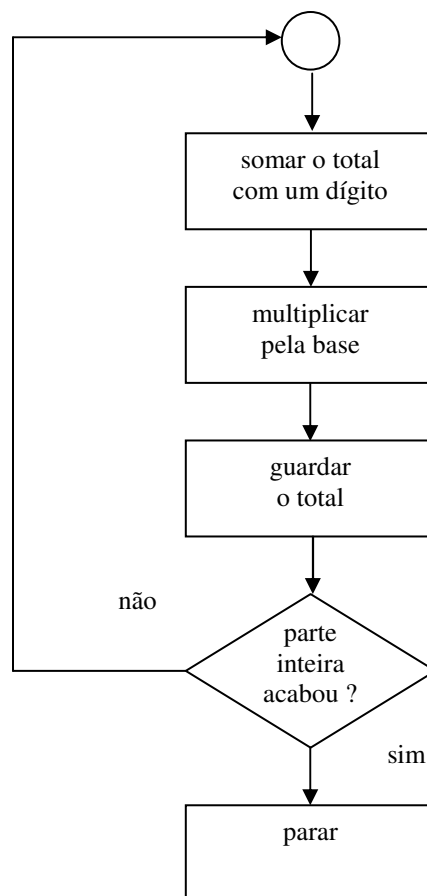 somar o total
com um dígito
multiplicar
pela base
guardar
o total
não
parte
inteira
acabou ?
sim
parar